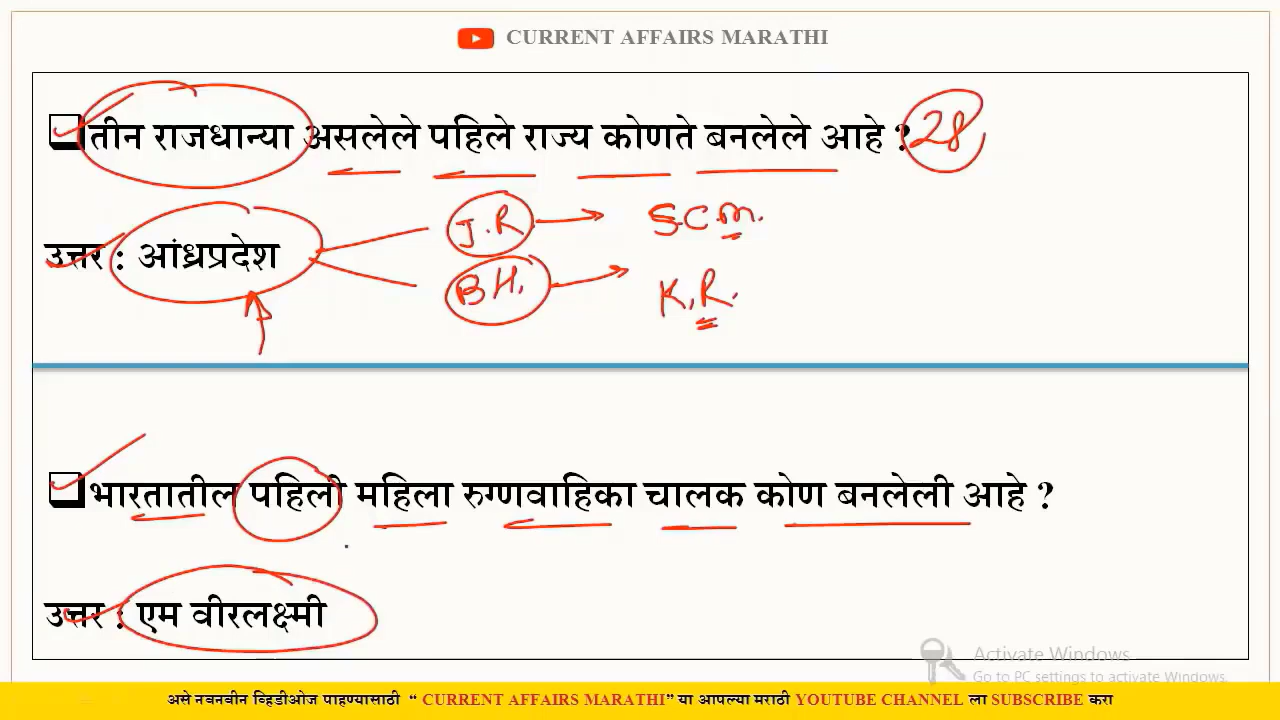 CURRENT AFFAIRS MARATHI
तीन राजधान्या असलेले पहिले राज्य कोणते बनलेले आहे ? 28
उत्तर : आंध्रप्रदेश
J.R S.C.M.
B H. K.R.
भारतातील पहिली महिला रुग्णवाहिका चालक कोण बनलेली आहे ?
उत्तर : एम वीरलक्ष्मी
Activate Windows
Go to PC settings to activate Windows.
असे नवनवीन व्हिडीओज पाहण्यासाठी “ CURRENT AFFAIRS MARATHI” या आपल्या मराठी YOUTUBE CHANNEL ला SUBSCRIBE करा